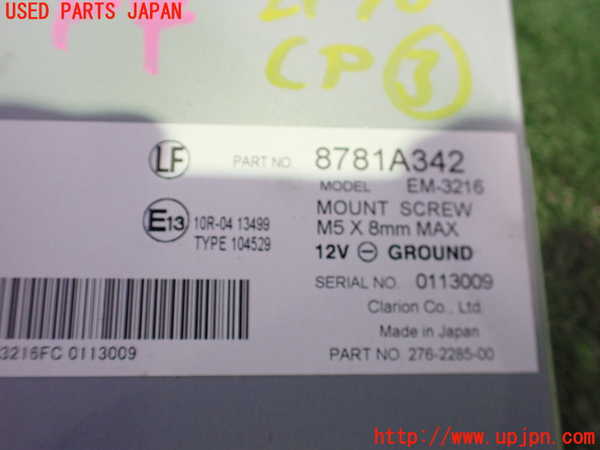 USED PARTS JAPAN
CP ③
LF
PART NO. 8781A342
MODEL EM-3216
MOUNT SCREW
M5 X 8mm MAX
E13 10R-04 13499
TYPE 104529
12V ⊖ GROUND
SERIAL NO. 0113009
Clarion Co., Ltd.
Made in Japan
3216FC 0113009
PART NO. 276-2285-00
http://www.upjpn.com